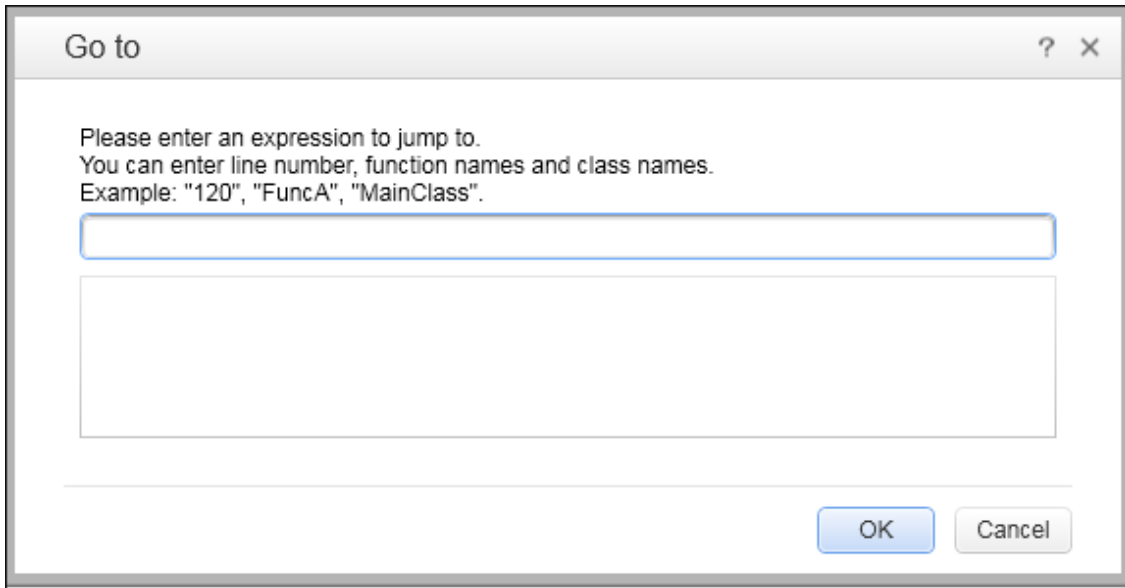 Go to
Please enter an expression to jump to.
You can enter line number, function names and class names.
Example: "120", "FuncA", "MainClass".
OK
Cancel